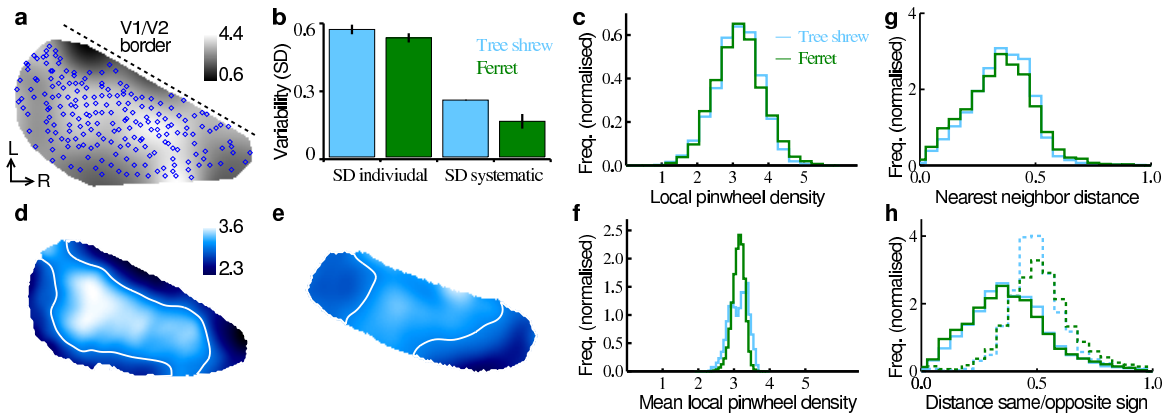 a
V1/V2
border
4.4
0.6
L
R
b
Variability (SD)
0.6
0.3
0
Tree shrew
Ferret
SD indiviudal
SD systematic
c
Freq. (normalised)
0.6
0.4
0.2
0.0
Tree shrew
Ferret
1 2 3 4 5
Local pinwheel density
g
Freq. (normalised)
4
2
0
0.0 0.5 1.0
Nearest neighbor distance
d
3.6
2.3
e
f
Freq. (normalised)
2.5
2.0
1.5
1.0
0.5
0.0
1 2 3 4 5 6
Mean local pinwheel density
h
Freq. (normalised)
4
2
0
0.0 0.5 1.0
Distance same/opposite sign